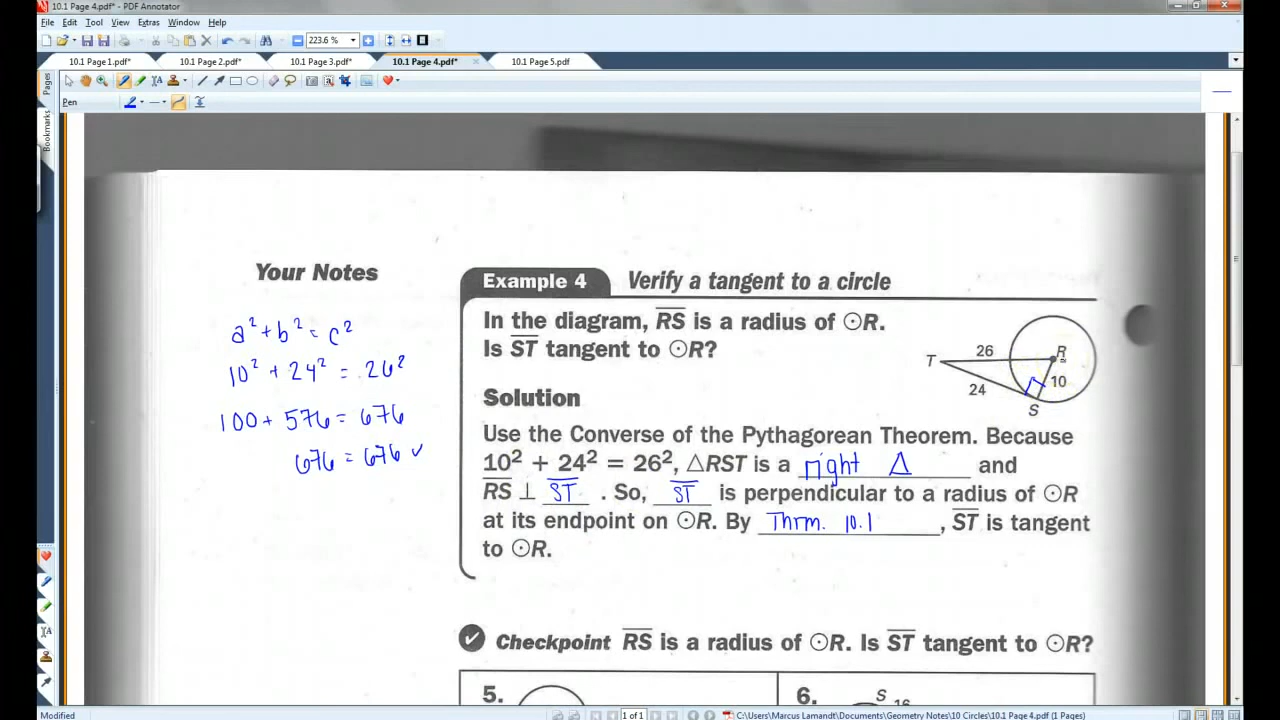 10.1 Page 4.pdf* - PDF Annotator
File Edit Tool View Extras Window Help
223.6 %
10.1 Page 1.pdf* 10.1 Page 2.pdf* 10.1 Page 3.pdf* 10.1 Page 4.pdf* 10.1 Page 5.pdf
Pen
Pages
Bookmarks
Your Notes
a² + b² = c²
10² + 24² = 26²
100 + 576 = 676
676 = 676 ✓
Example 4 Verify a tangent to a circle
In the diagram, RS is a radius of ⊙R.
Is ST tangent to ⊙R?
T 26 R
24 10
S
Solution
Use the Converse of the Pythagorean Theorem. Because
10² + 24² = 26², △RST is a right Δ and
RS ⊥ ST . So, ST is perpendicular to a radius of ⊙R
at its endpoint on ⊙R. By Thrm. 10.1, ST is tangent
to ⊙R.
Checkpoint RS is a radius of ⊙R. Is ST tangent to ⊙R?
5. 6. S 16
Modified 1 of 1 C:\Users\Marcus Lamandt\Documents\Geometry Notes\10 Circles\10.1 Page 4.pdf (1 Pages)